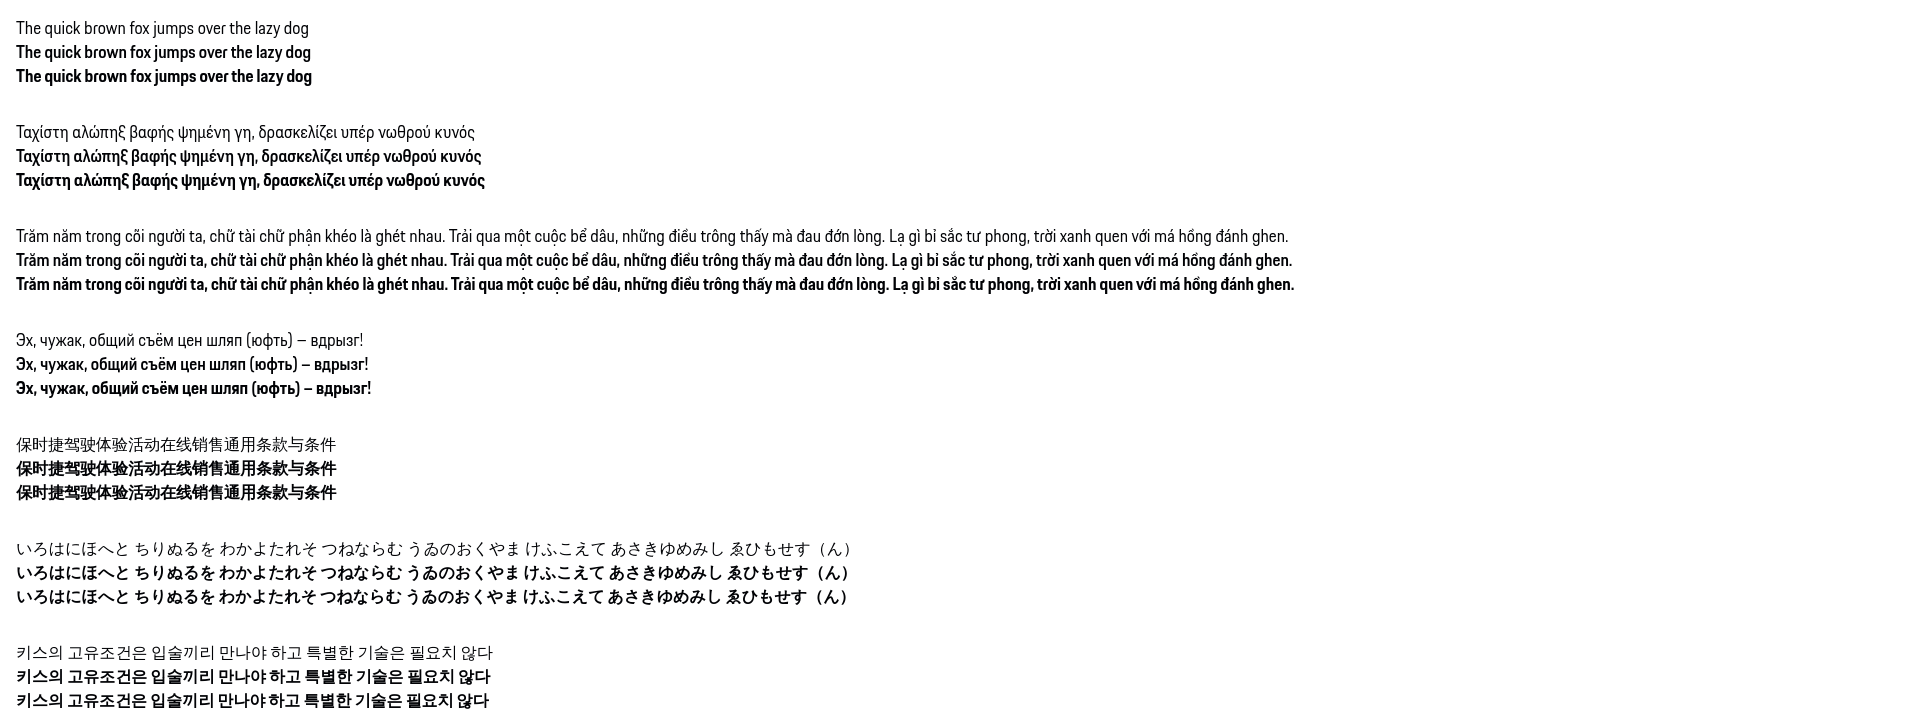 The quick brown fox jumps over the lazy dog
The quick brown fox jumps over the lazy dog
The quick brown fox jumps over the lazy dog
Ταχίστη αλώπηξ βαφής ψημένη γη, δρασκελίζει υπέρ νωθρού κυνός
Ταχίστη αλώπηξ βαφής ψημένη γη, δρασκελίζει υπέρ νωθρού κυνός
Ταχίστη αλώπηξ βαφής ψημένη γη, δρασκελίζει υπέρ νωθρού κυνός
Trăm năm trong cõi người ta, chữ tài chữ phận khéo là ghét nhau. Trải qua một cuộc bể dâu, những điều trông thấy mà đau đớn lòng. Lạ gì bỉ sắc tư phong, trời xanh quen với má hồng đánh ghen.
Trăm năm trong cõi người ta, chữ tài chữ phận khéo là ghét nhau. Trải qua một cuộc bể dâu, những điều trông thấy mà đau đớn lòng. Lạ gì bỉ sắc tư phong, trời xanh quen với má hồng đánh ghen.
Trăm năm trong cõi người ta, chữ tài chữ phận khéo là ghét nhau. Trải qua một cuộc bể dâu, những điều trông thấy mà đau đớn lòng. Lạ gì bỉ sắc tư phong, trời xanh quen với má hồng đánh ghen.
Эх, чужак, общий съём цен шляп (юфть) – вдрызг!
Эх, чужак, общий съём цен шляп (юфть) – вдрызг!
Эх, чужак, общий съём цен шляп (юфть) – вдрызг!
保时捷驾驶体验活动在线销售通用条款与条件
保时捷驾驶体验活动在线销售通用条款与条件
保时捷驾驶体验活动在线销售通用条款与条件
いろはにほへと ちりぬるを わかよたれそ つねならむ うゐのおくやま けふこえて あさきゆめみし ゑひもせす（ん）
いろはにほへと ちりぬるを わかよたれそ つねならむ うゐのおくやま けふこえて あさきゆめみし ゑひもせす（ん）
いろはにほへと ちりぬるを わかよたれそ つねならむ うゐのおくやま けふこえて あさきゆめみし ゑひもせす（ん）
키스의 고유조건은 입술끼리 만나야 하고 특별한 기술은 필요치 않다
키스의 고유조건은 입술끼리 만나야 하고 특별한 기술은 필요치 않다
키스의 고유조건은 입술끼리 만나야 하고 특별한 기술은 필요치 않다